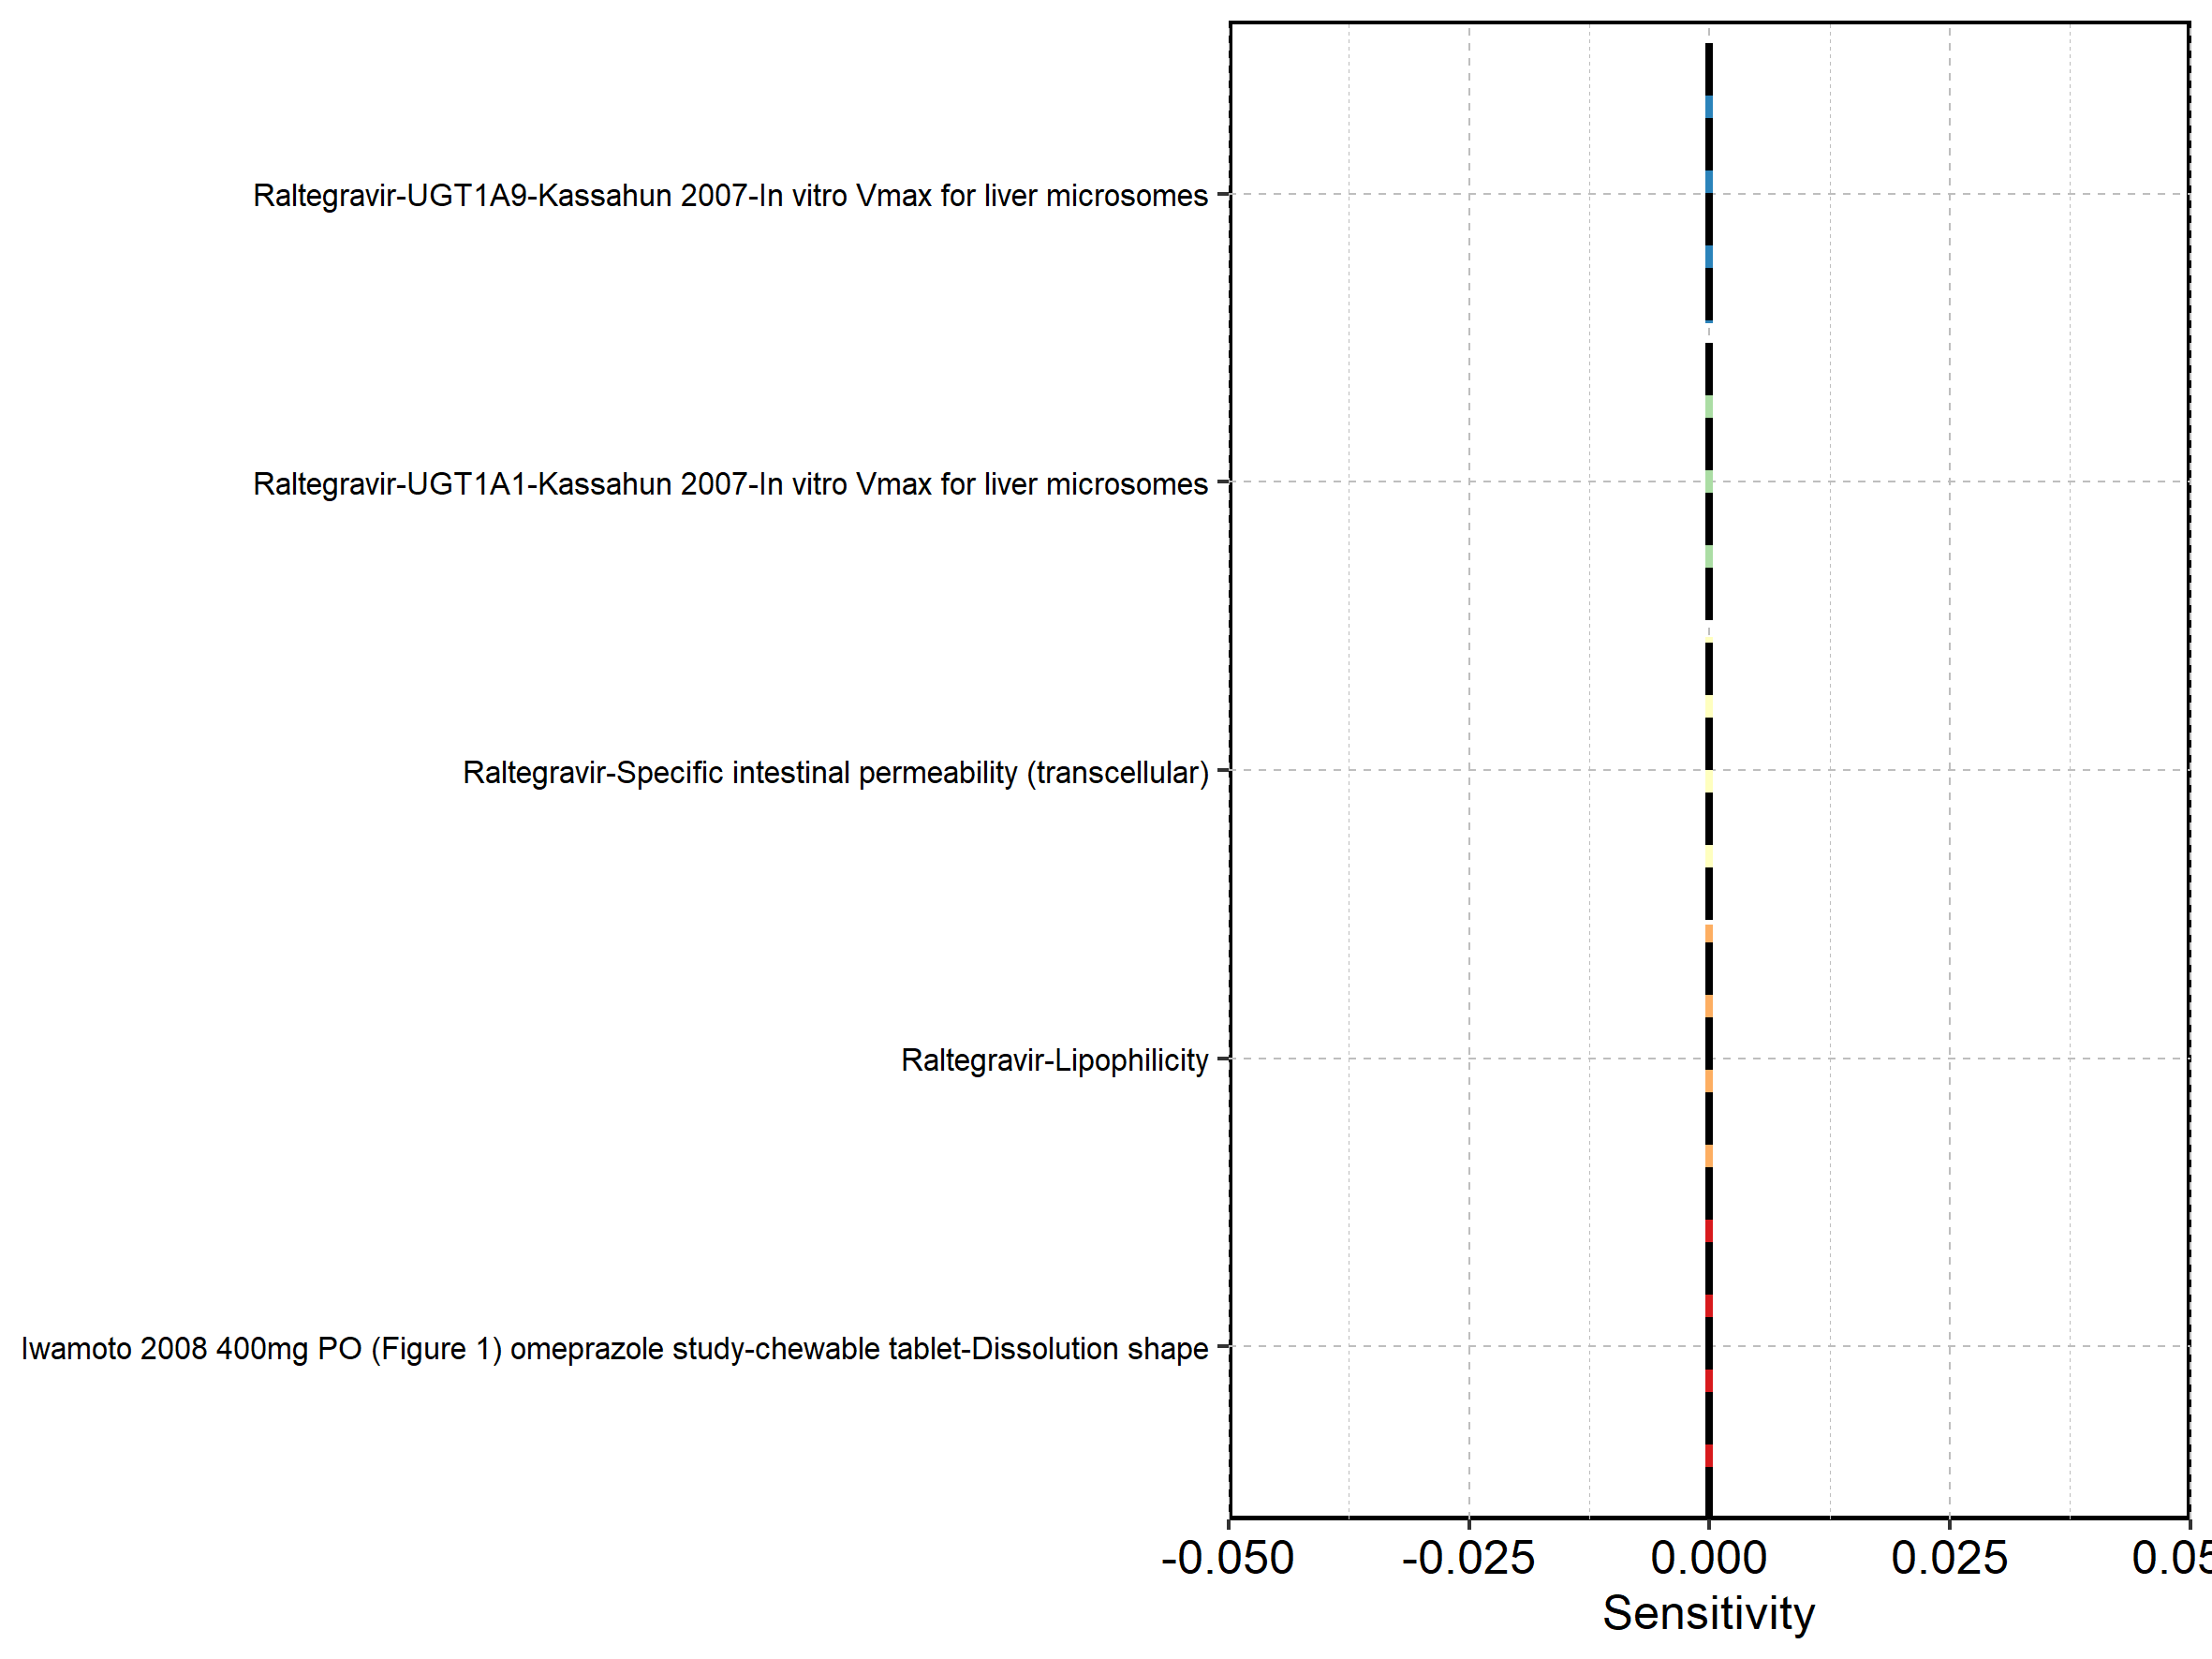 Raltegravir-UGT1A9-Kassahun 2007-In vitro Vmax for liver microsomes
Raltegravir-UGT1A1-Kassahun 2007-In vitro Vmax for liver microsomes
Raltegravir-Specific intestinal permeability (transcellular)
Raltegravir-Lipophilicity
Iwamoto 2008 400mg PO (Figure 1) omeprazole study-chewable tablet-Dissolution shape
-0.050 -0.025 0.000 0.025 0.05
Sensitivity